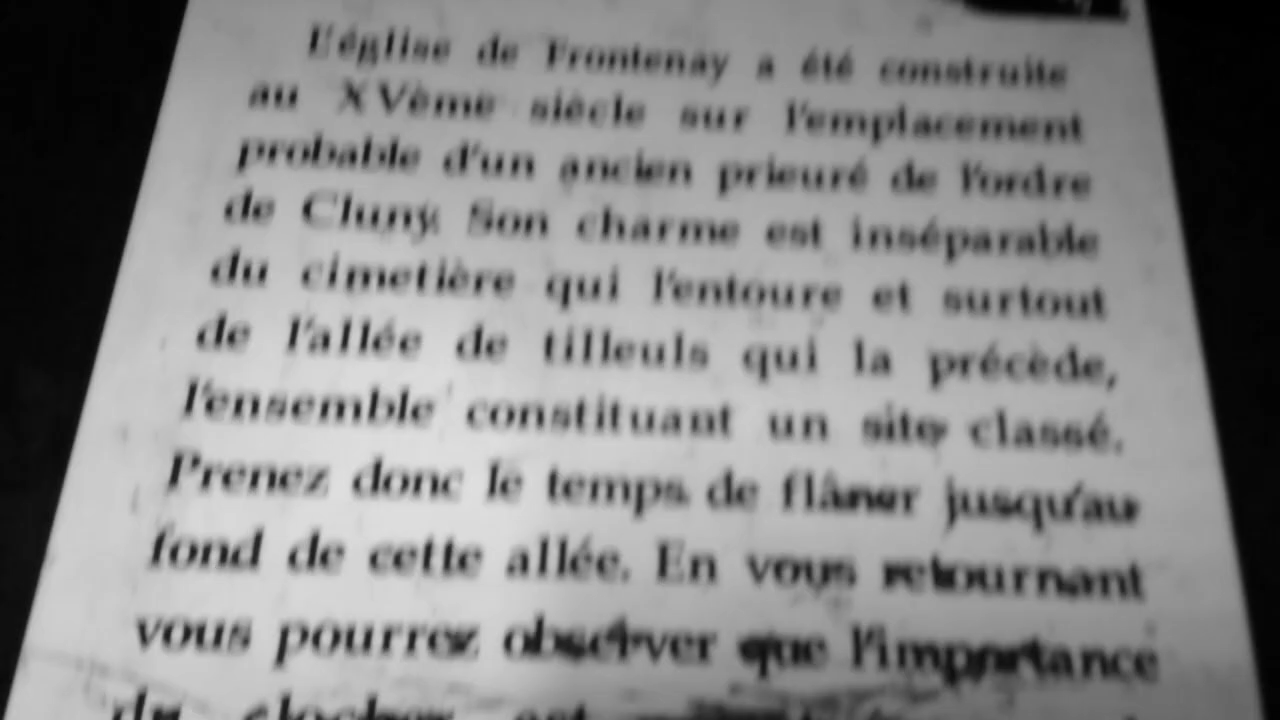 L'église de Frontenay a été construite
au XVème siècle sur l'emplacement
probable d'un ancien prieuré de l'ordre
de Cluny. Son charme est inséparable
du cimetière qui l'entoure et surtout
de l'allée de tilleuls qui la précède,
l'ensemble constituant un site classé.
Prenez donc le temps de flâner jusqu'au
fond de cette allée. En vous retournant
vous pourrez observer que l'importance
du clocher est